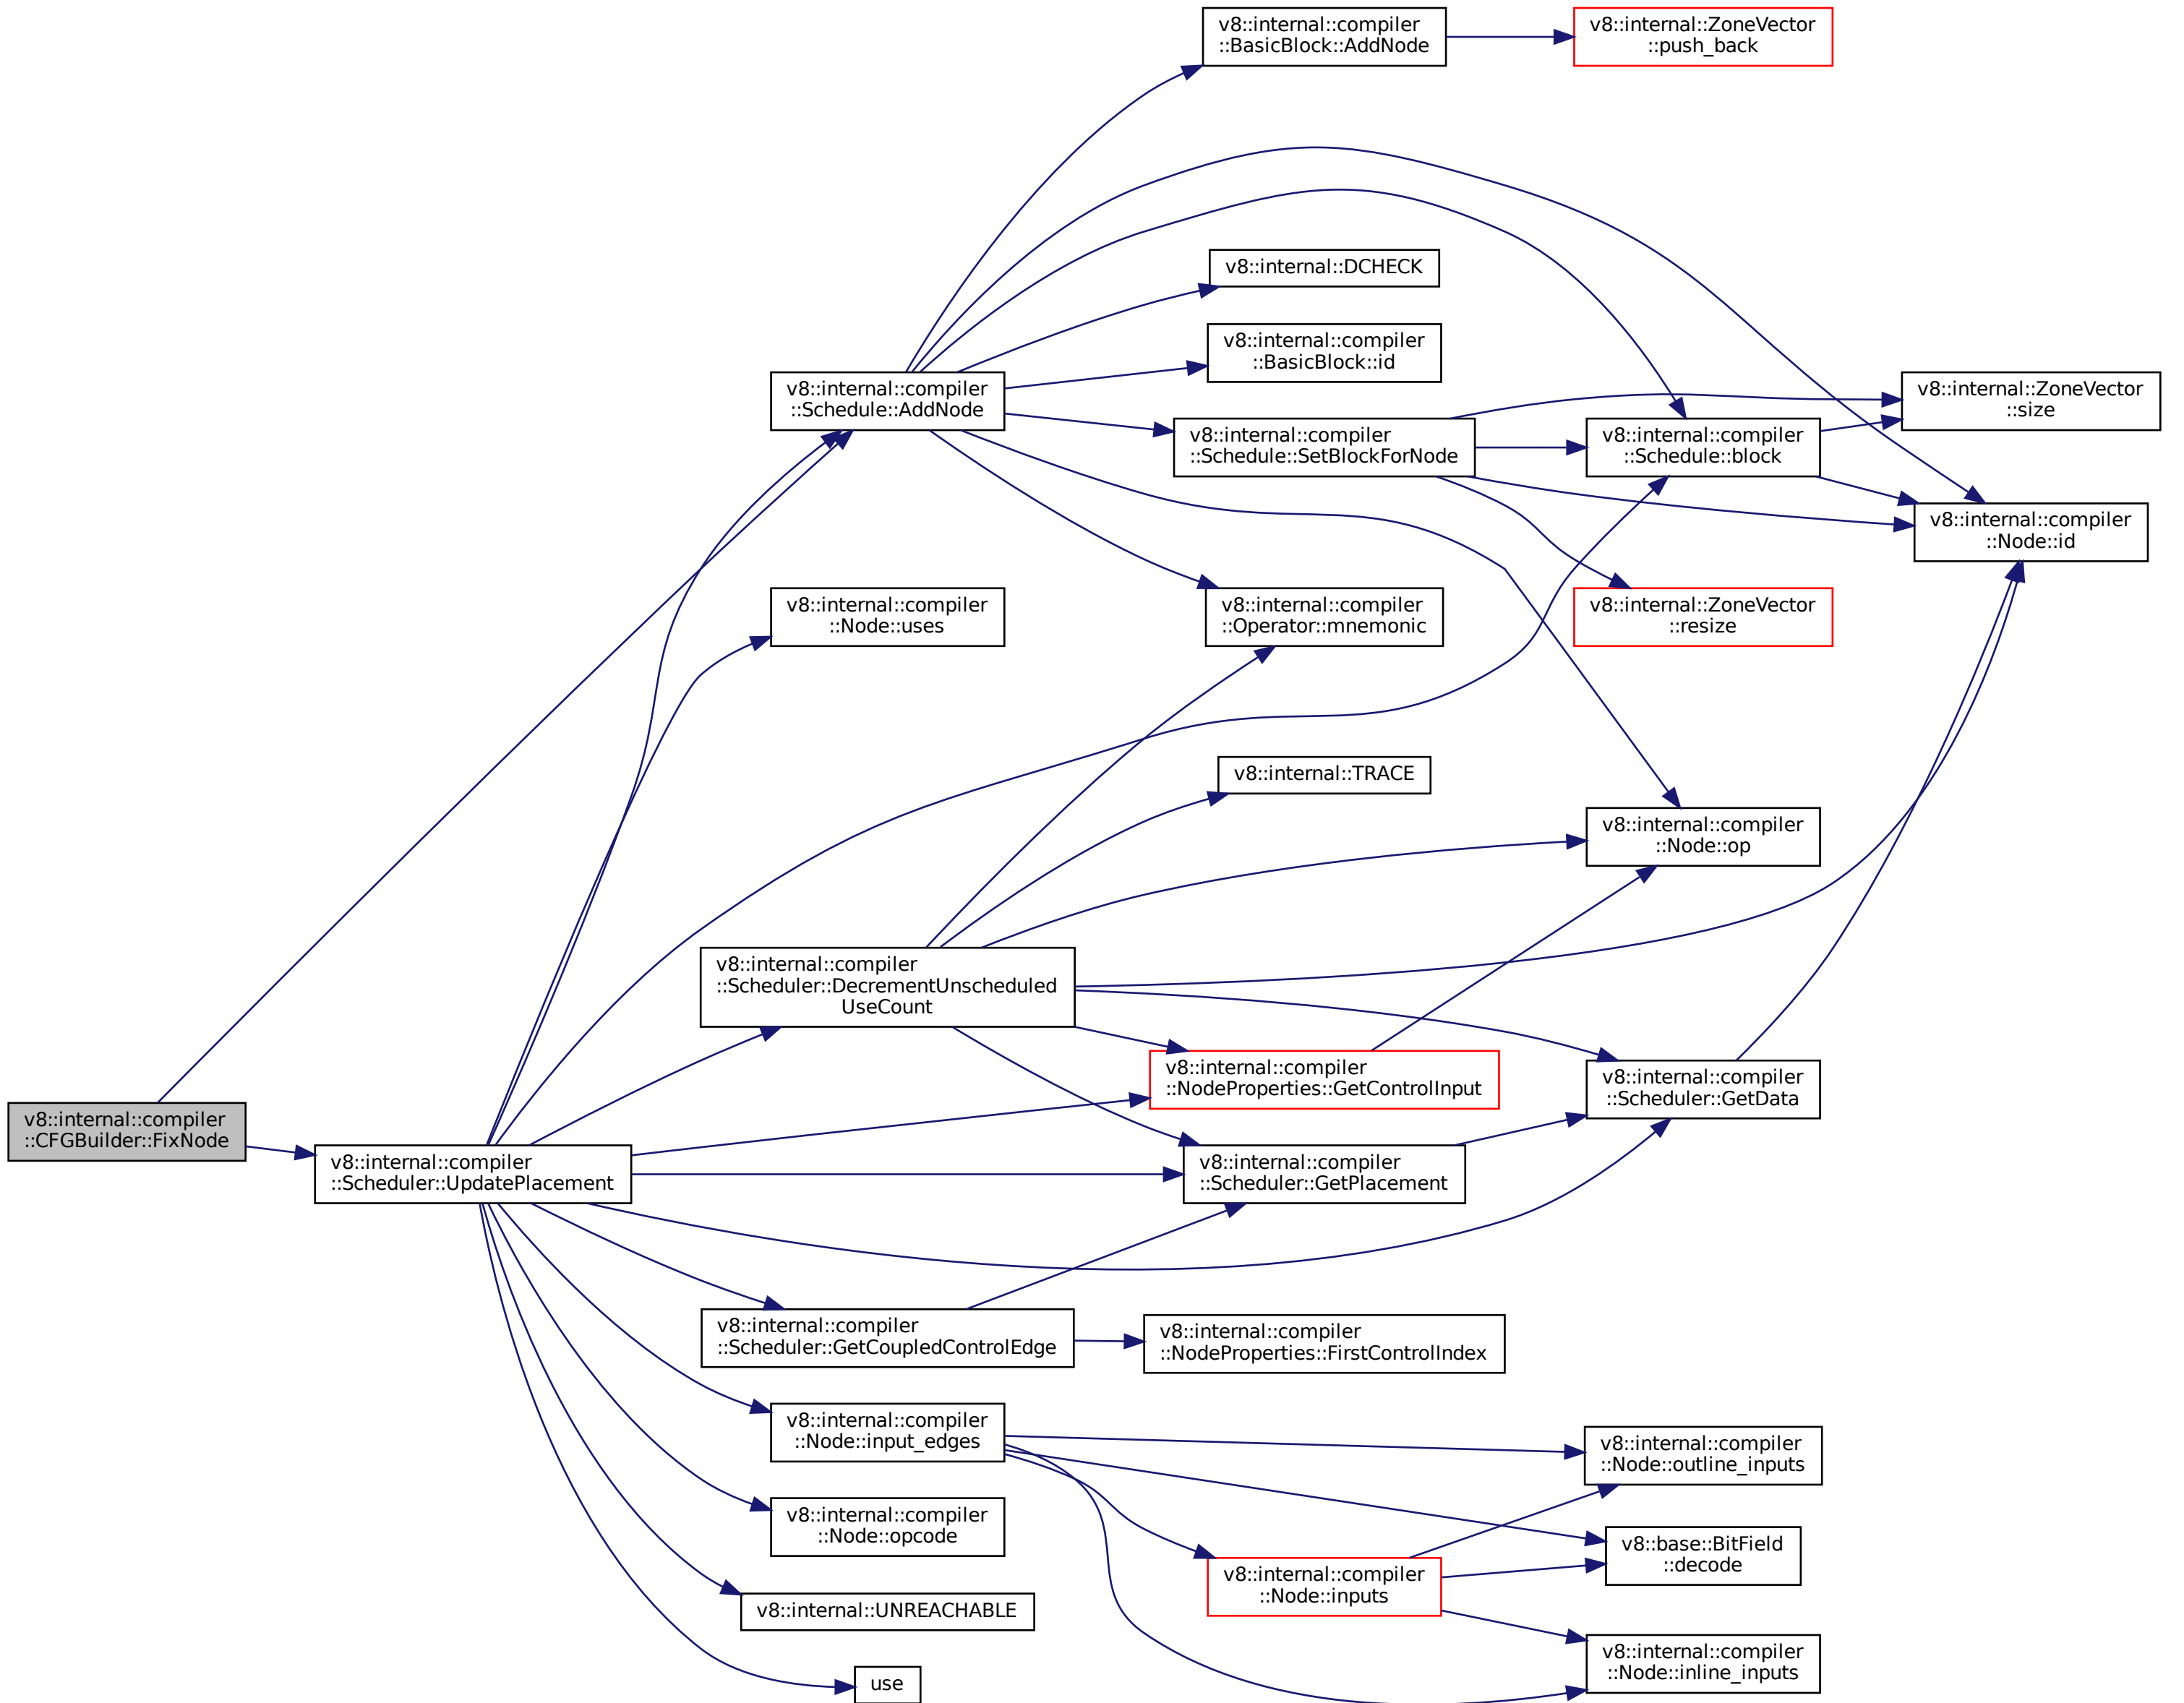 v8::internal::compiler
::BasicBlock::AddNode
v8::internal::ZoneVector
::push_back
v8::internal::DCHECK
v8::internal::compiler
::BasicBlock::id
v8::internal::compiler
::Schedule::AddNode
v8::internal::ZoneVector
::size
v8::internal::compiler
::Schedule::SetBlockForNode
v8::internal::compiler
::Schedule::block
v8::internal::compiler
::Node::id
v8::internal::compiler
::Node::uses
v8::internal::compiler
::Operator::mnemonic
v8::internal::ZoneVector
::resize
v8::internal::TRACE
v8::internal::compiler
::Node::op
v8::internal::compiler
::Scheduler::DecrementUnscheduled
UseCount
v8::internal::compiler
::NodeProperties::GetControlInput
v8::internal::compiler
::Scheduler::GetData
v8::internal::compiler
::CFGBuilder::FixNode
v8::internal::compiler
::Scheduler::UpdatePlacement
v8::internal::compiler
::Scheduler::GetPlacement
v8::internal::compiler
::Scheduler::GetCoupledControlEdge
v8::internal::compiler
::NodeProperties::FirstControlIndex
v8::internal::compiler
::Node::input_edges
v8::internal::compiler
::Node::outline_inputs
v8::internal::compiler
::Node::opcode
v8::base::BitField
::decode
v8::internal::compiler
::Node::inputs
v8::internal::UNREACHABLE
v8::internal::compiler
::Node::inline_inputs
use